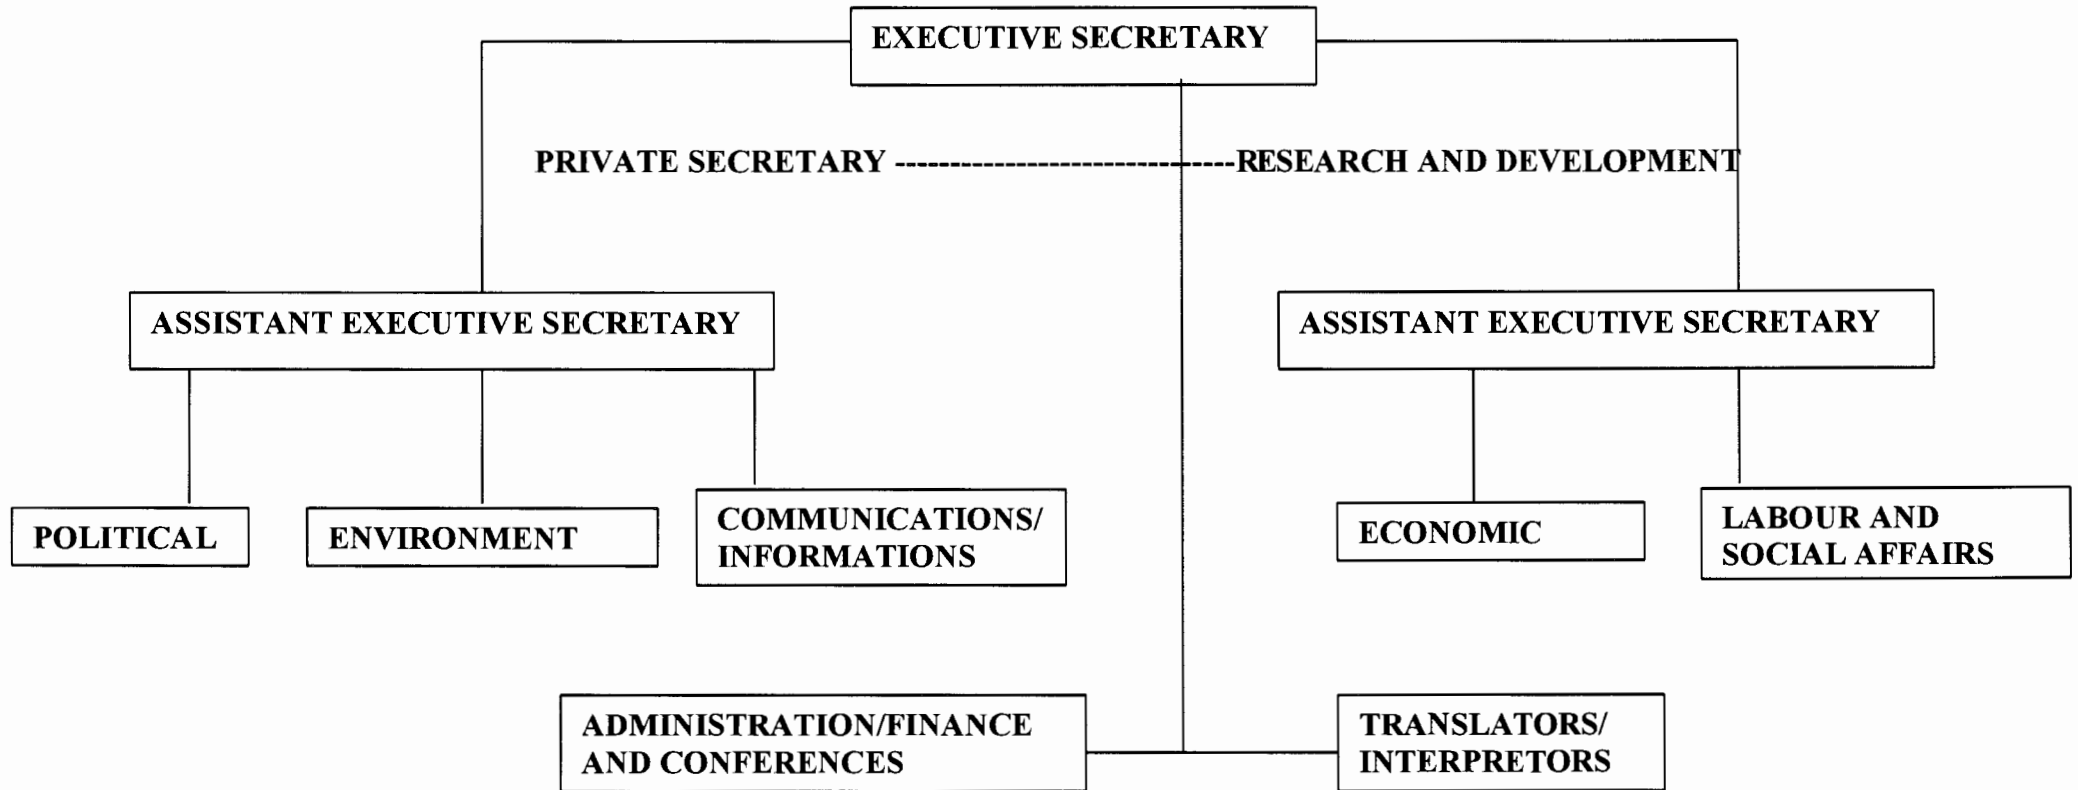 EXECUTIVE SECRETARY
PRIVATE SECRETARY ------------------------------RESEARCH AND DEVELOPMENT
ASSISTANT EXECUTIVE SECRETARY
ASSISTANT EXECUTIVE SECRETARY
POLITICAL
ENVIRONMENT
COMMUNICATIONS/
INFORMATIONS
ECONOMIC
LABOUR AND
SOCIAL AFFAIRS
ADMINISTRATION/FINANCE
AND CONFERENCES
TRANSLATORS/
INTERPRETORS